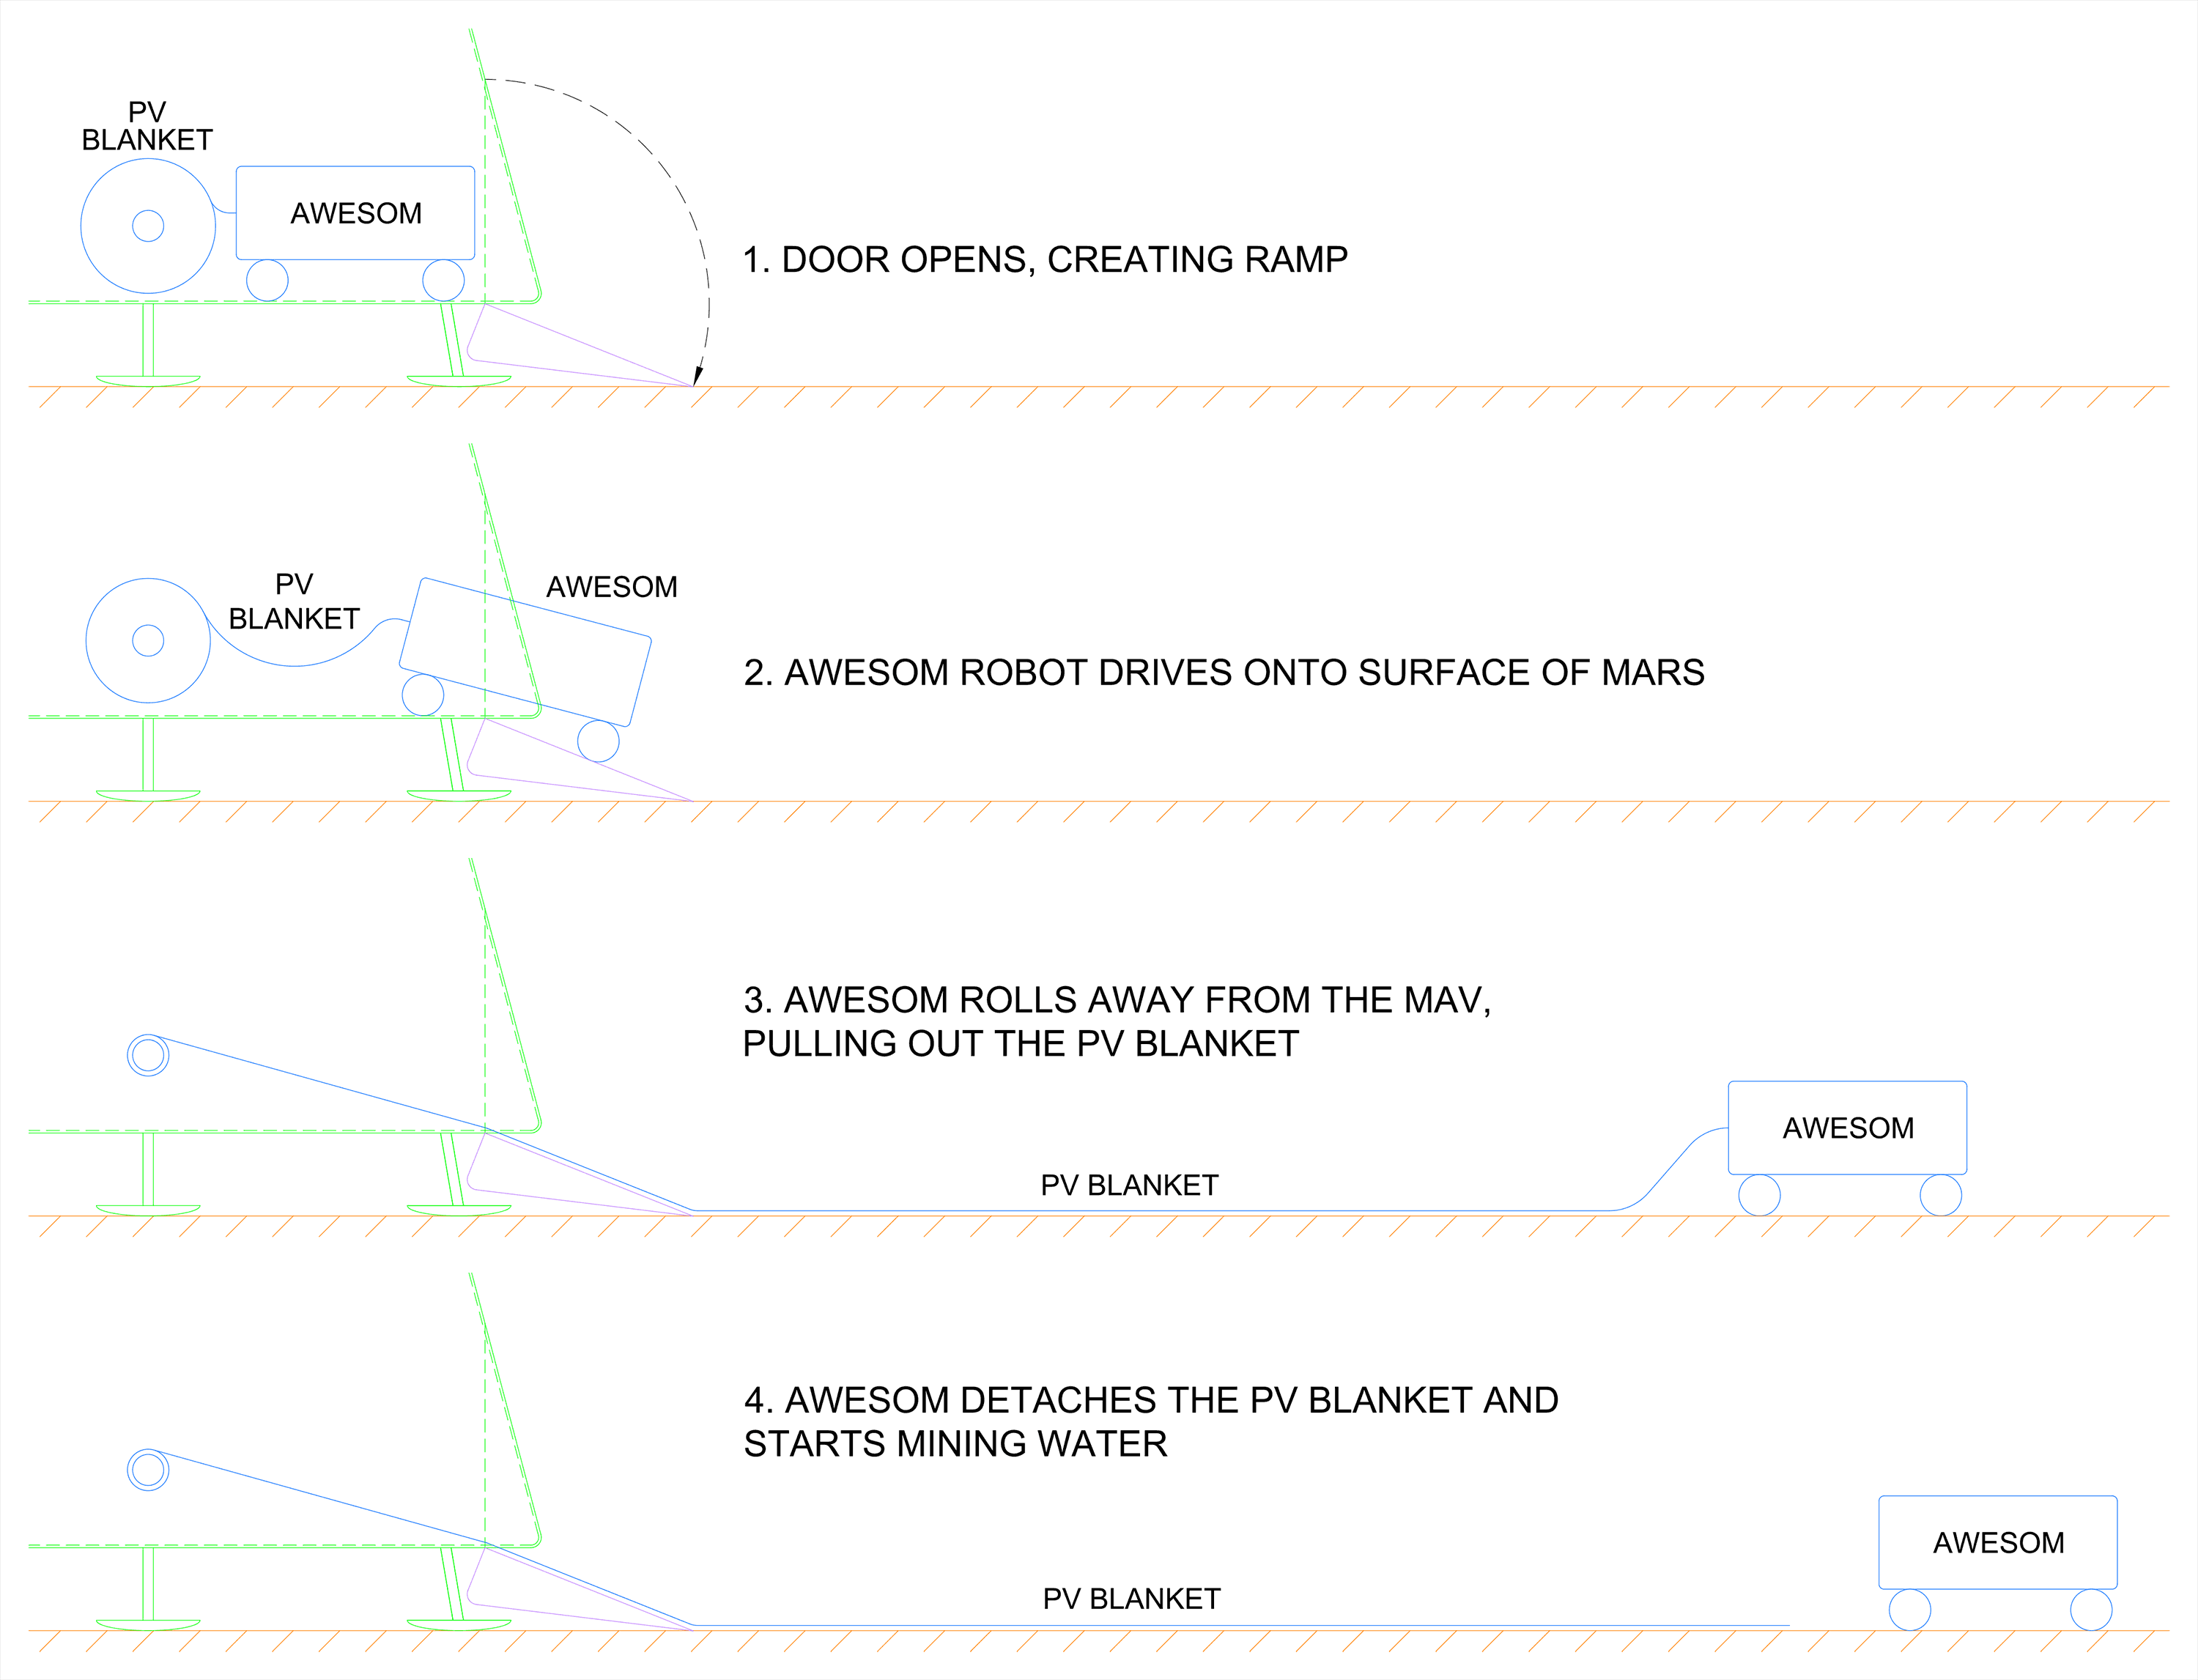 PV
BLANKET
AWESOM
1. DOOR OPENS, CREATING RAMP
PV
BLANKET
AWESOM
2. AWESOM ROBOT DRIVES ONTO SURFACE OF MARS
3. AWESOM ROLLS AWAY FROM THE MAV,
PULLING OUT THE PV BLANKET
AWESOM
PV BLANKET
4. AWESOM DETACHES THE PV BLANKET AND
STARTS MINING WATER
AWESOM
PV BLANKET